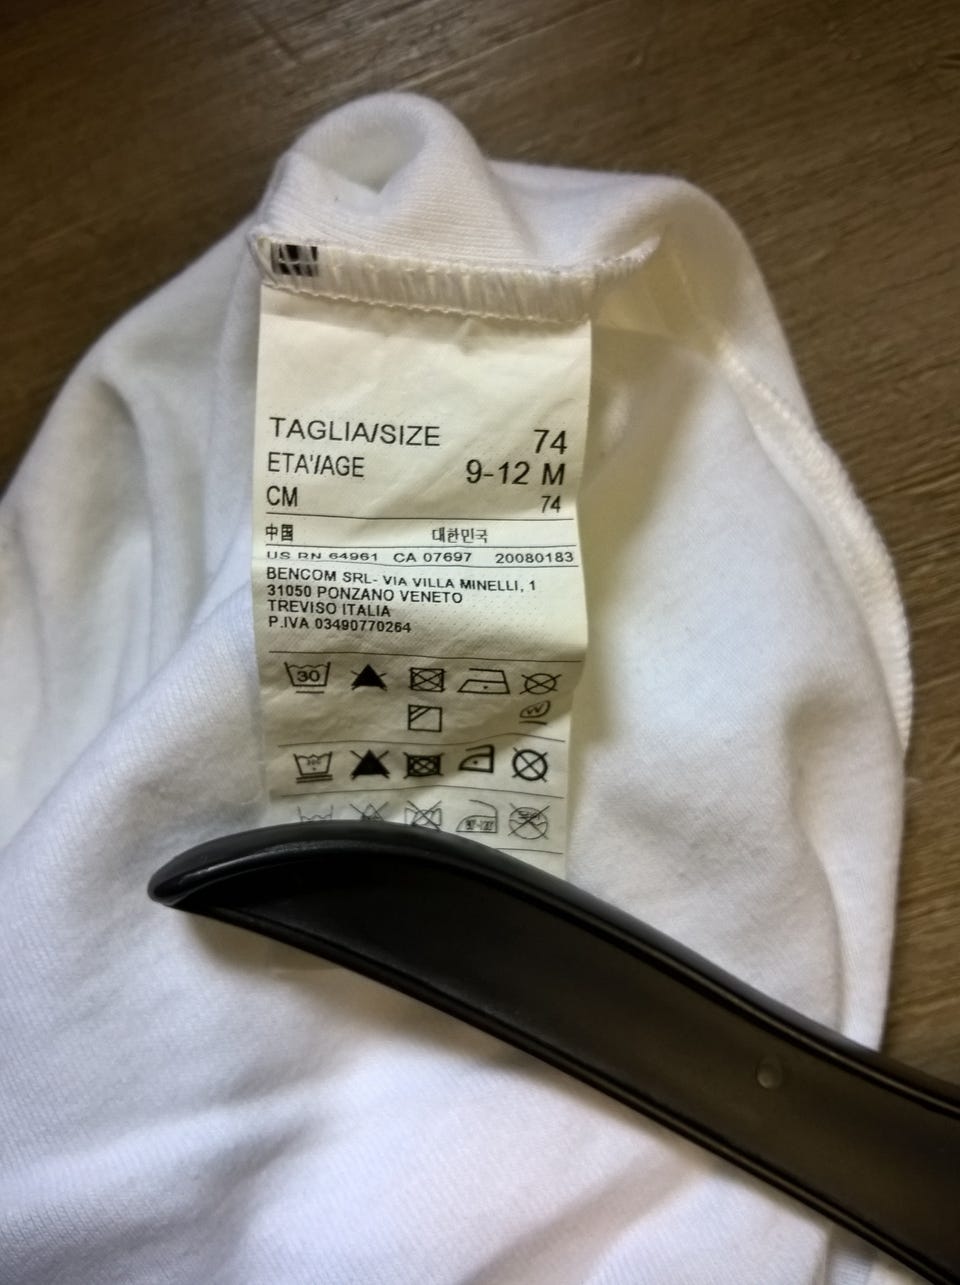 TAGLIA/SIZE 74
ETA'/AGE 9-12 M
CM 74
中国 대한민국
US RN 64961 CA 07697 20080183
BENCOM SRL- VIA VILLA MINELLI, 1
31050 PONZANO VENETO
TREVISO ITALIA
P.IVA 03490770264
30
W